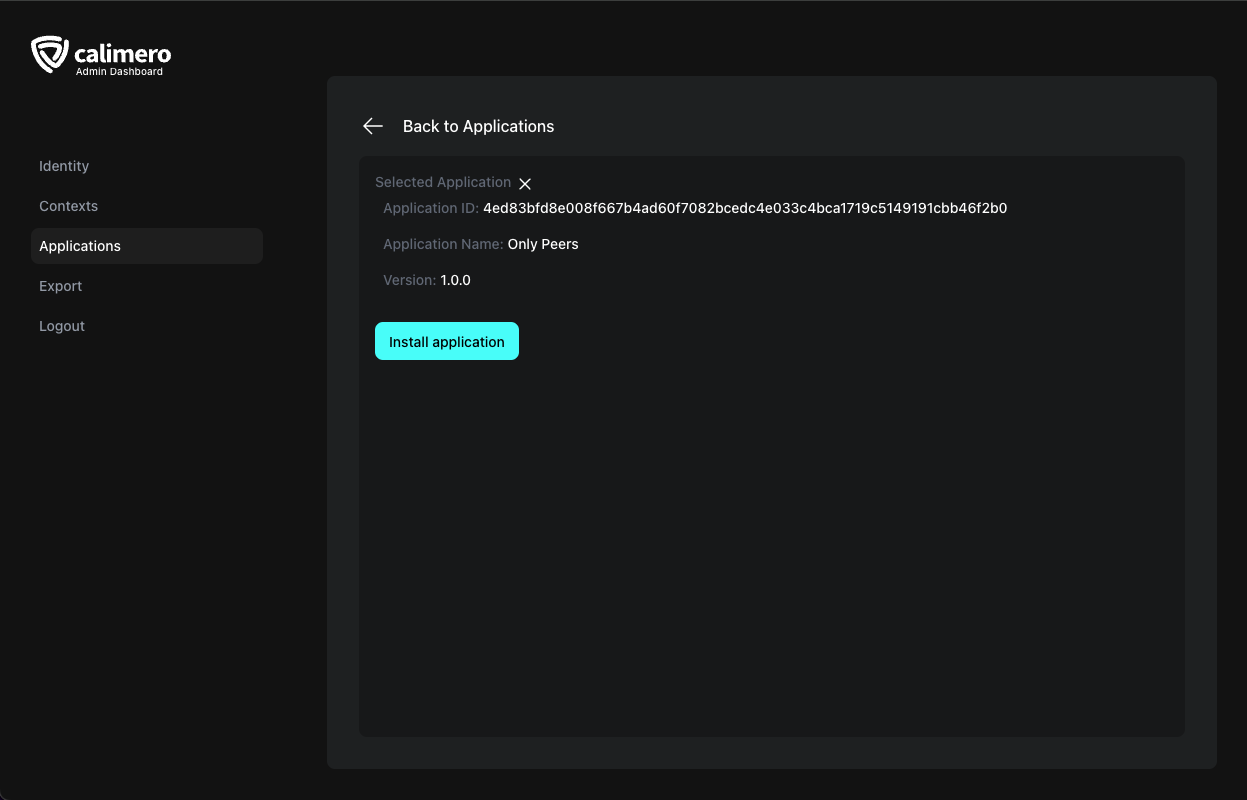 calimero
Admin Dashboard
Identity
Contexts
Applications
Export
Logout
Back to Applications
Selected Application
Application ID: 4ed83bfd8e008f667b4ad60f7082bcedc4e033c4bca1719c5149191cbb46f2b0
Application Name: Only Peers
Version: 1.0.0
Install application